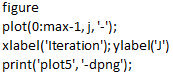 figure
plot(0:max-1, j, '-');
xlabel('Iteration'); ylabel('J')
print('plot5', '-dpng');